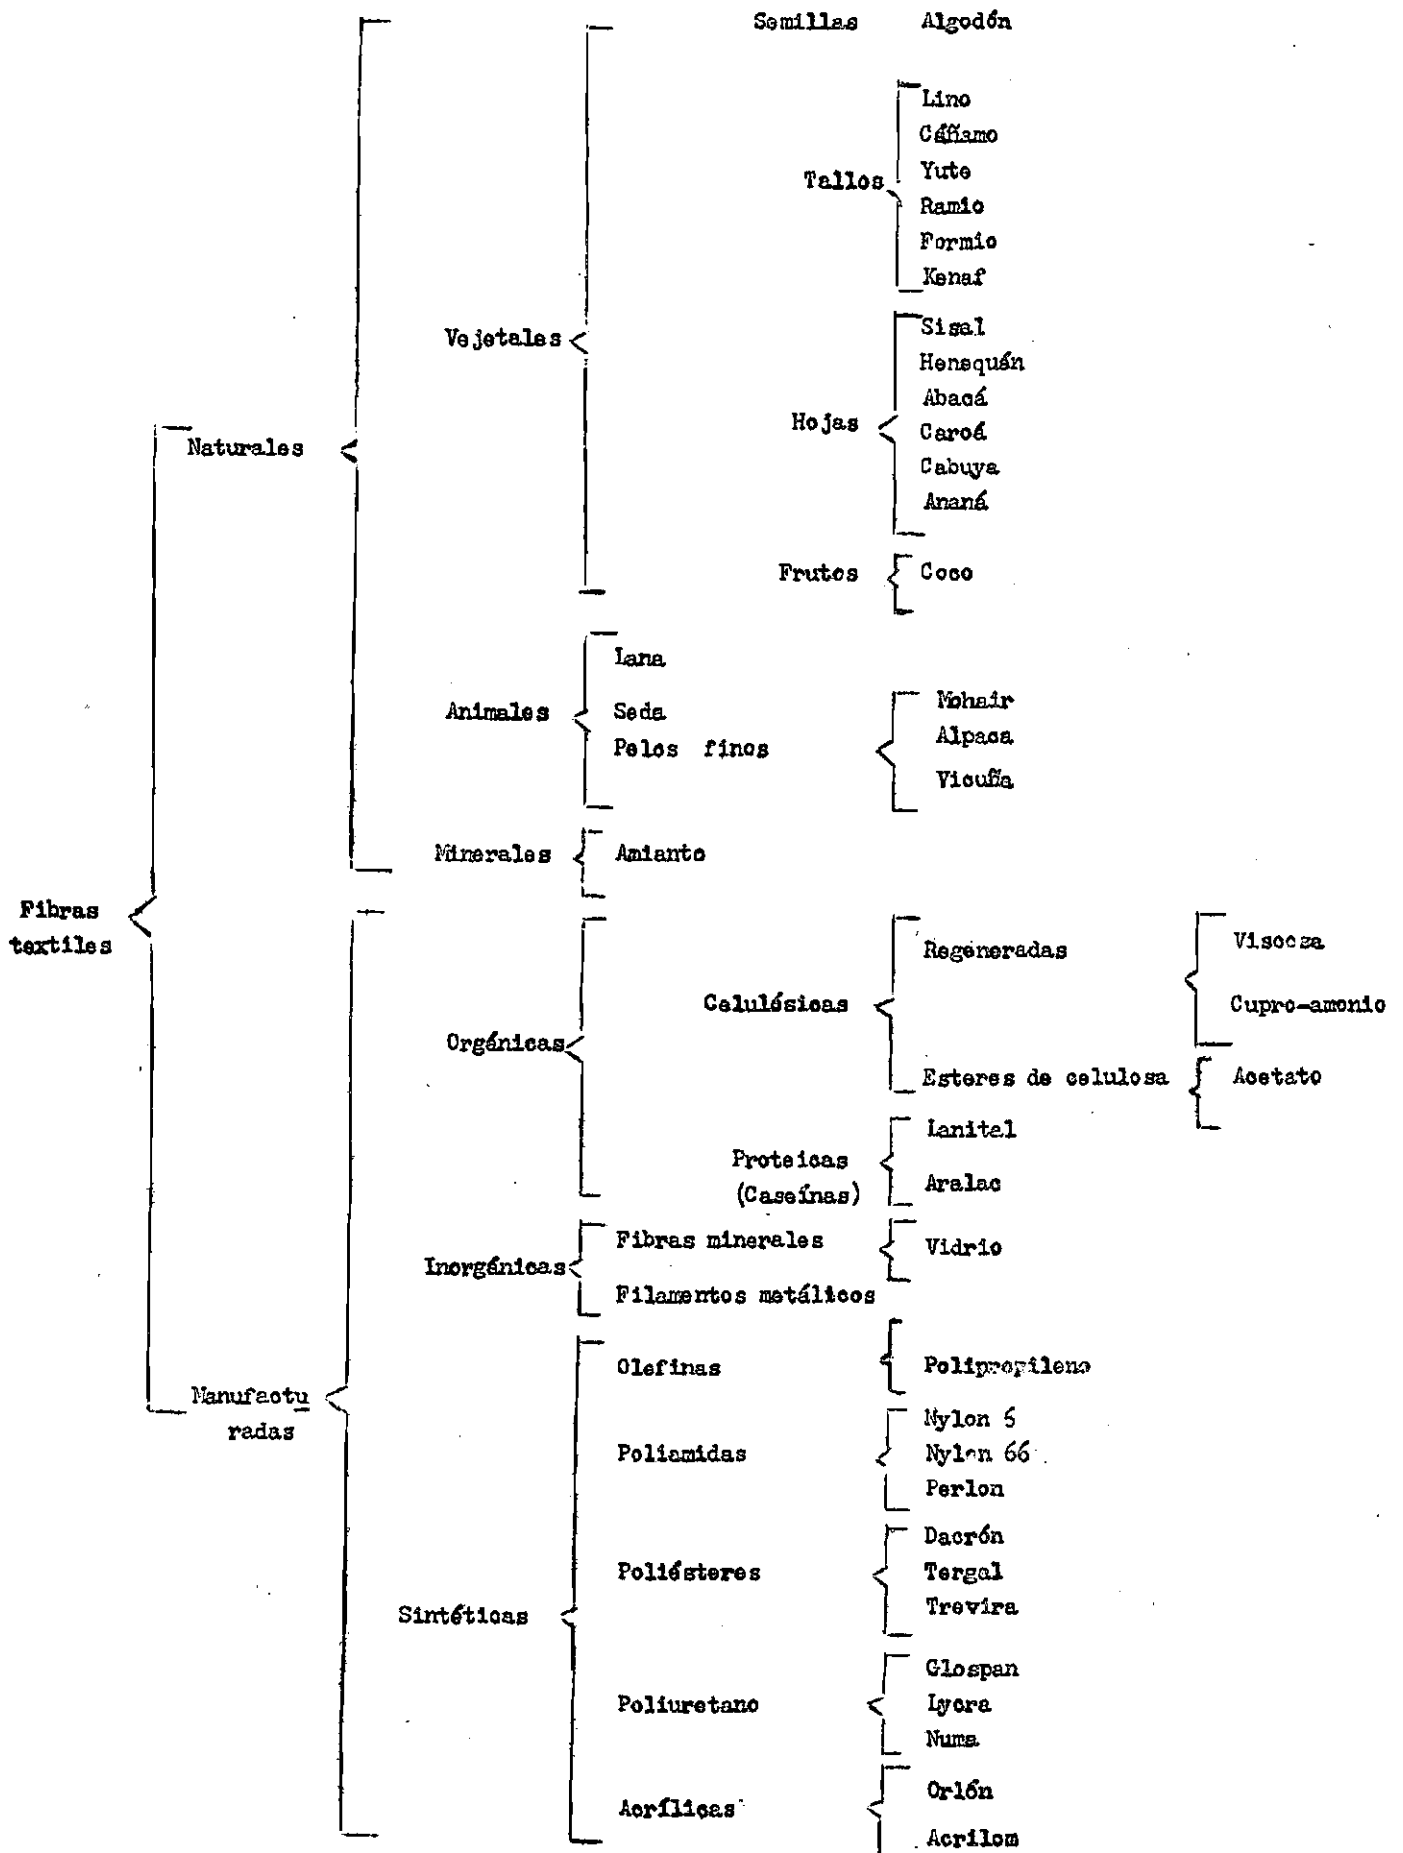 Semillas Algodón
Lino
Cáñamo
Yute
Tallos
Ramio
Formio
Kenaf
Sisal
Vejetales
Henequán
Abacá
Hojas
Caroá
Naturales
Cabuya
Ananá
Frutos Coco
Lana
Mohair
Animales Seda
Alpaca
Pelos finos
Vicuña
Minerales Amianto
Fibras
textiles
Regeneradas
Viscoza
Celulósicas
Cupro-amonio
Orgánicas
Esteres de celulosa Acetato
Lanital
Proteicas
(Caseínas)
Aralac
Fibras minerales Vidrio
Inorgánicas
Filamentos metálicos
Olefinas Polipropileno
Manufactu
radas
Nylon 6
Poliamidas Nylon 66
Perlon
Dacrón
Poliésteres Tergal
Trevira
Sintéticas
Glospan
Poliuretano Lycra
Numa
Orlón
Acrílicas
Acrilom